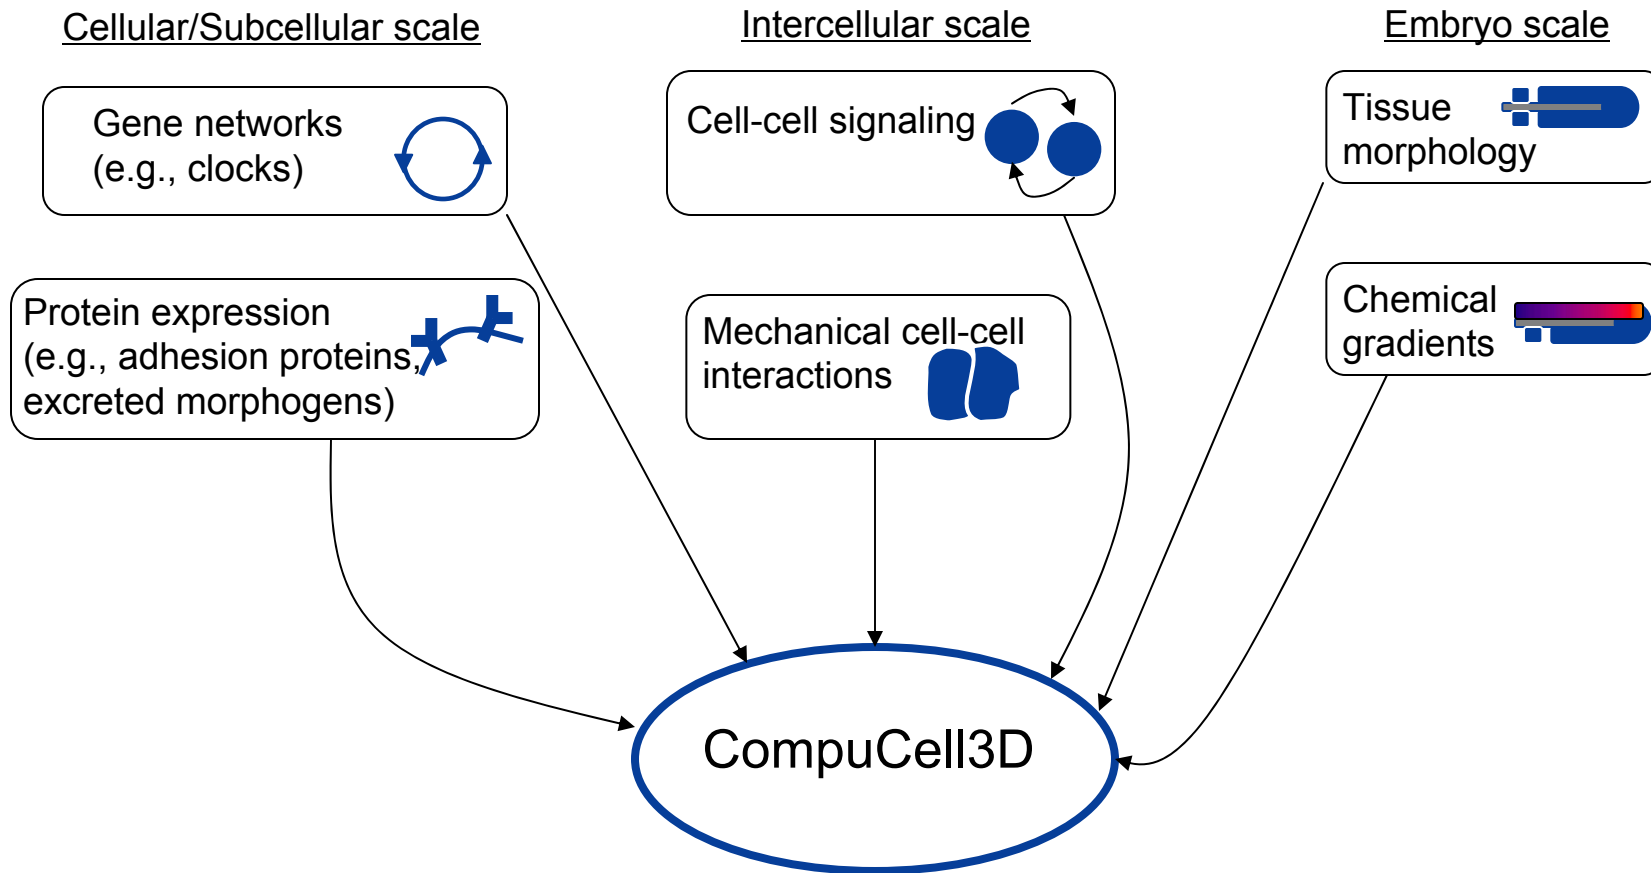 Cellular/Subcellular scale
Gene networks
(e.g., clocks)
Protein expression
(e.g., adhesion proteins,
excreted morphogens)
Intercellular scale
Cell-cell signaling
Mechanical cell-cell
interactions
Embryo scale
Tissue
morphology
Chemical
gradients
CompuCell3D